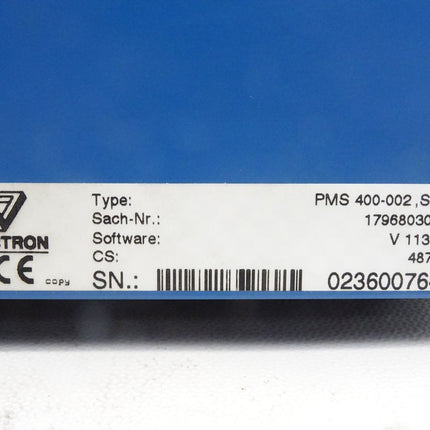 Type: PMS 400-002,S
Sach-Nr.: 17968030
TRON Software: V 113
CS: 487
CE copy SN.: 02360076